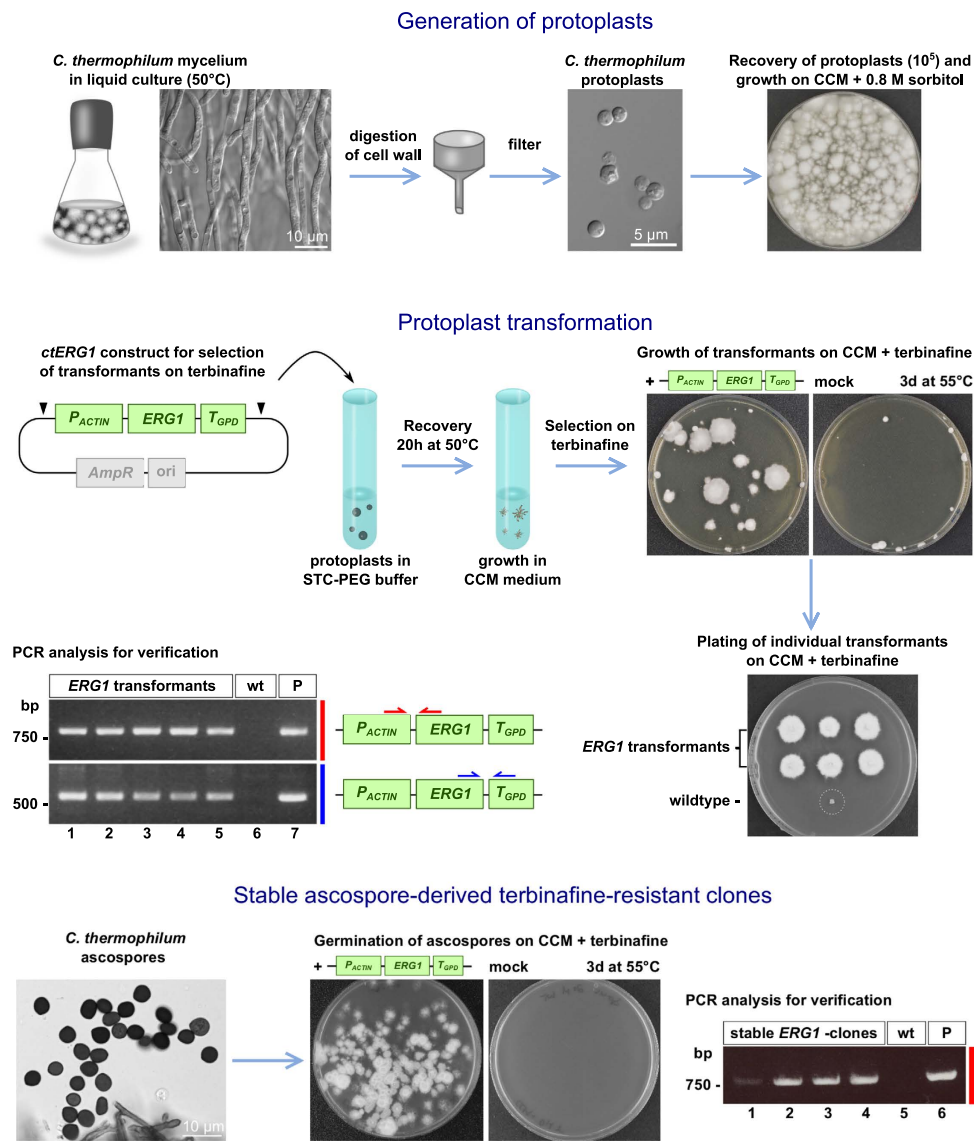 Generation of protoplasts
C. thermophilum mycelium
in liquid culture (50°C)
10 µm
digestion
of cell wall
filter
C. thermophilum
protoplasts
5 µm
Recovery of protoplasts (10⁵) and
growth on CCM + 0.8 M sorbitol
Protoplast transformation
ctERG1 construct for selection
of transformants on terbinafine
P_ACTIN ERG1 T_GPD
AmpR ori
protoplasts in
STC-PEG buffer
Recovery
20h at 50°C
growth in
CCM medium
Selection on
terbinafine
Growth of transformants on CCM + terbinafine
+ P_ACTIN ERG1 T_GPD mock 3d at 55°C
Plating of individual transformants
on CCM + terbinafine
ERG1 transformants
wildtype -
PCR analysis for verification
ERG1 transformants wt P
bp
750 -
500 -
1 2 3 4 5 6 7
P_ACTIN ERG1 T_GPD
P_ACTIN ERG1 T_GPD
Stable ascospore-derived terbinafine-resistant clones
C. thermophilum
ascospores
10 µm
Germination of ascospores on CCM + terbinafine
+ P_ACTIN ERG1 T_GPD mock 3d at 55°C
PCR analysis for verification
stable ERG1 -clones wt P
bp
750 -
1 2 3 4 5 6